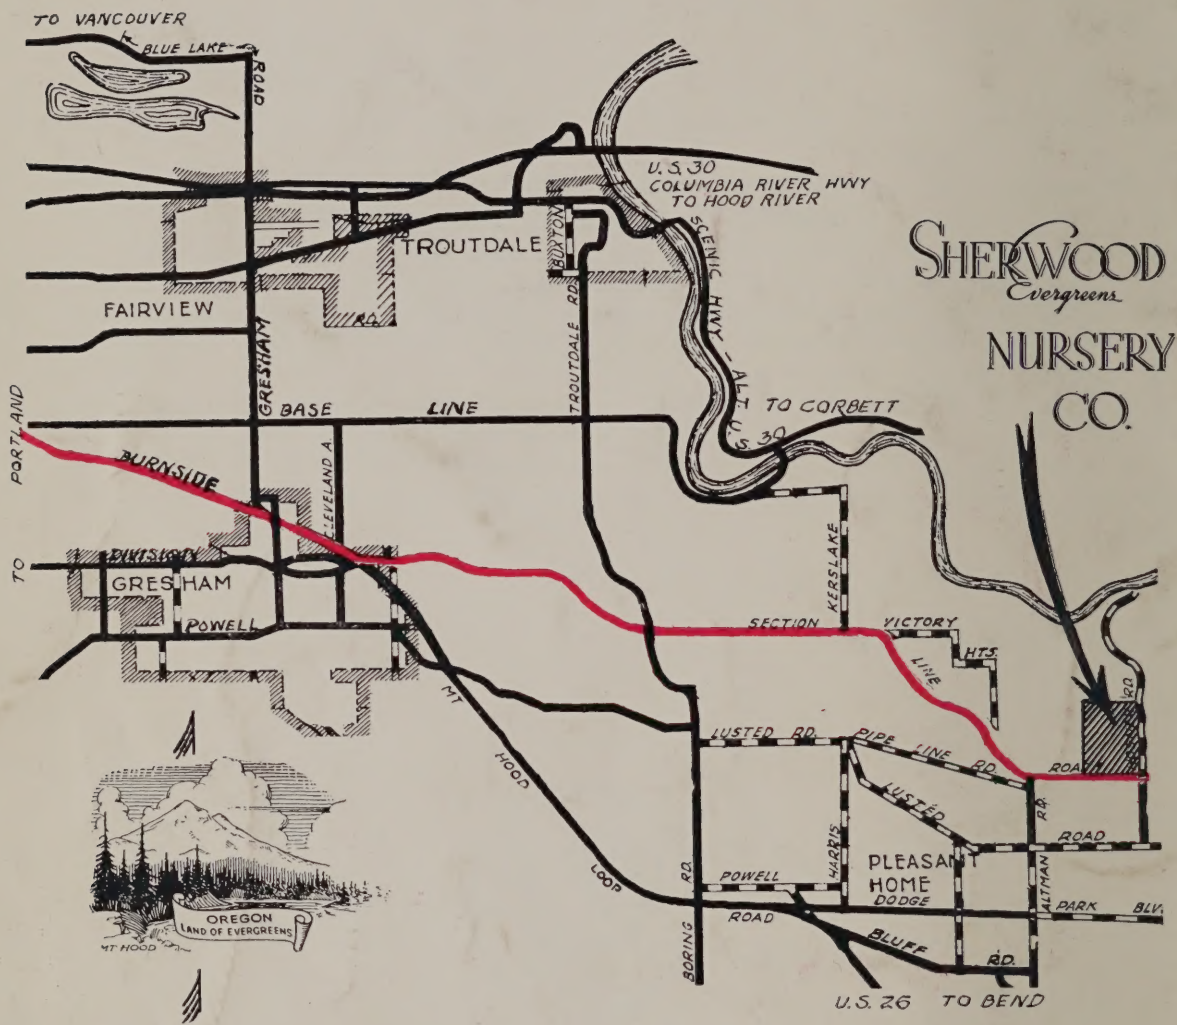 TO VANCOUVER
BLUE LAKE
ROAD
U.S. 30
COLUMBIA RIVER HWY
TO HOOD RIVER
TROUTDALE
BUXTON
SCENIC HWY - ALT. U.S. 30
SHERWOOD
Evergreens
NURSERY
CO.
FAIRVIEW
RD.
GRESHAM
TROUTDALE RD.
BASE LINE
TO CORBETT
TO PORTLAND
BURNSIDE
CLEVELAND A.
DIVISION
GRESHAM
POWELL
KERSLAKE
SECTION
LINE
ROA
VICTORY
HTS.
RD.
MT HOOD LOOP
LUSTED RD.
PIPE LINE RD.
LUSTED
ROAD
HARRIS
PLEASANT
HOME
POWELL
DODGE
PARK BLV.
ROAD
ALTMAN RD.
BORING RD.
BLUFF
RD.
U.S. 26 TO BEND
OREGON
LAND OF EVERGREENS
MT HOOD